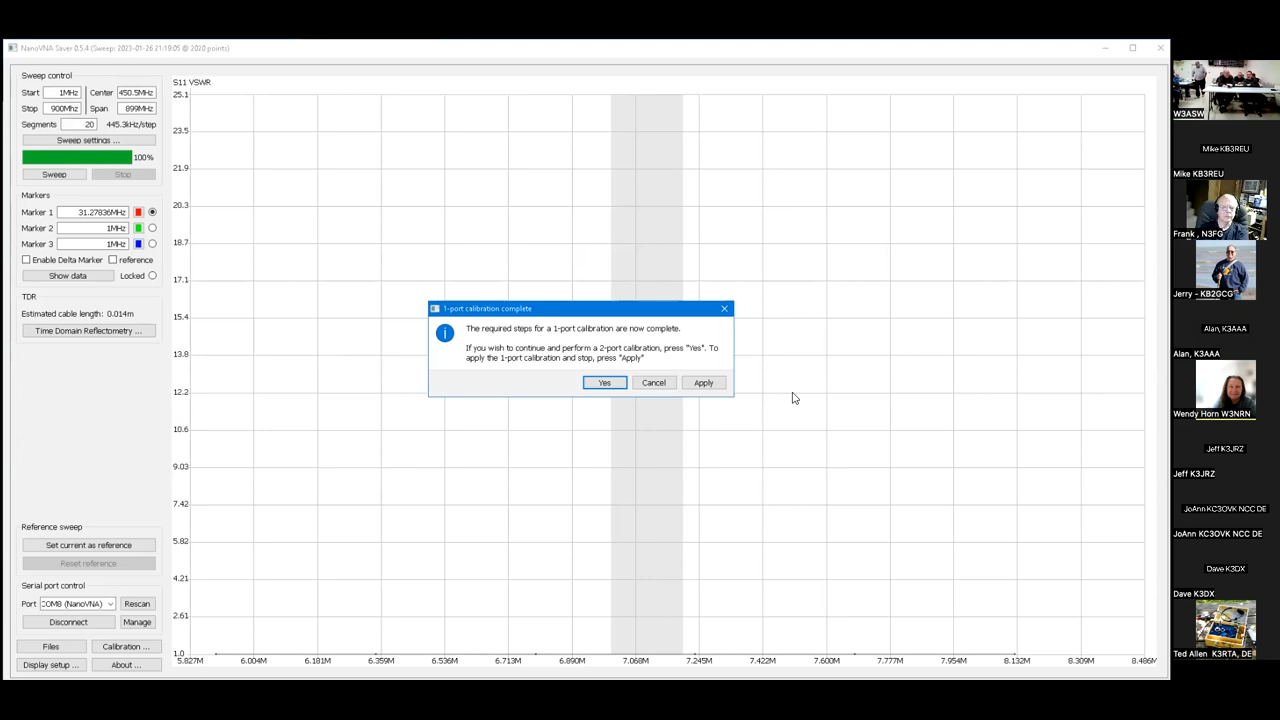 NanoVNA Saver 0.5.4 (Sweep: 2023-01-26 21:19:05 @ 2020 points)
Sweep control
Start 1MHz Center 450.5MHz
Stop 900Mhz Span 899MHz
Segments 20 445.3kHz/step
Sweep settings ...
100%
Sweep Stop
Markers
Marker 1 31.27836MHz
Marker 2 1MHz
Marker 3 1MHz
Enable Delta Marker reference
Show data Locked
TDR
Estimated cable length: 0.014m
Time Domain Reflectometry ...
Reference sweep
Set current as reference
Reset reference
Serial port control
Port COM8 (NanoVNA) Rescan
Disconnect Manage
Files Calibration ...
Display setup ... About ...
S11 VSWR
25.1
23.5
21.9
20.3
18.7
17.1
15.4
13.8
12.2
10.6
9.03
7.42
5.82
4.21
2.61
1.0
5.827M 6.004M 6.181M 6.359M 6.536M 6.713M 6.890M 7.068M 7.245M 7.422M 7.600M 7.777M 7.954M 8.132M 8.309M 8.486M
1-port calibration complete
The required steps for a 1-port calibration are now complete.
If you wish to continue and perform a 2-port calibration, press "Yes". To
apply the 1-port calibration and stop, press "Apply"
Yes Cancel Apply
W3ASW
Mike KB3REU
Mike KB3REU
Frank , N3FG
Jerry - KB2GCG
Alan, K3AAA
Alan, K3AAA
Wendy Horn W3NRN
Jeff K3JRZ
Jeff K3JRZ
JoAnn KC3OVK NCC DE
JoAnn KC3OVK NCC DE
Dave K3DX
Dave K3DX
Ted Allen K3RTA, DE